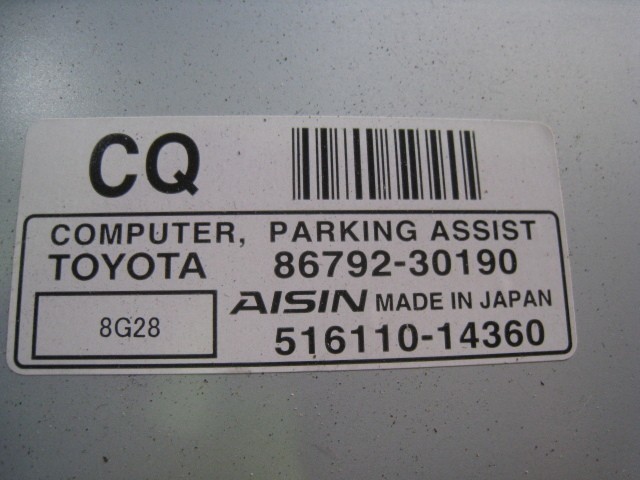 CQ
COMPUTER, PARKING ASSIST
TOYOTA 86792-30190
8G28 AISIN MADE IN JAPAN
516110-14360